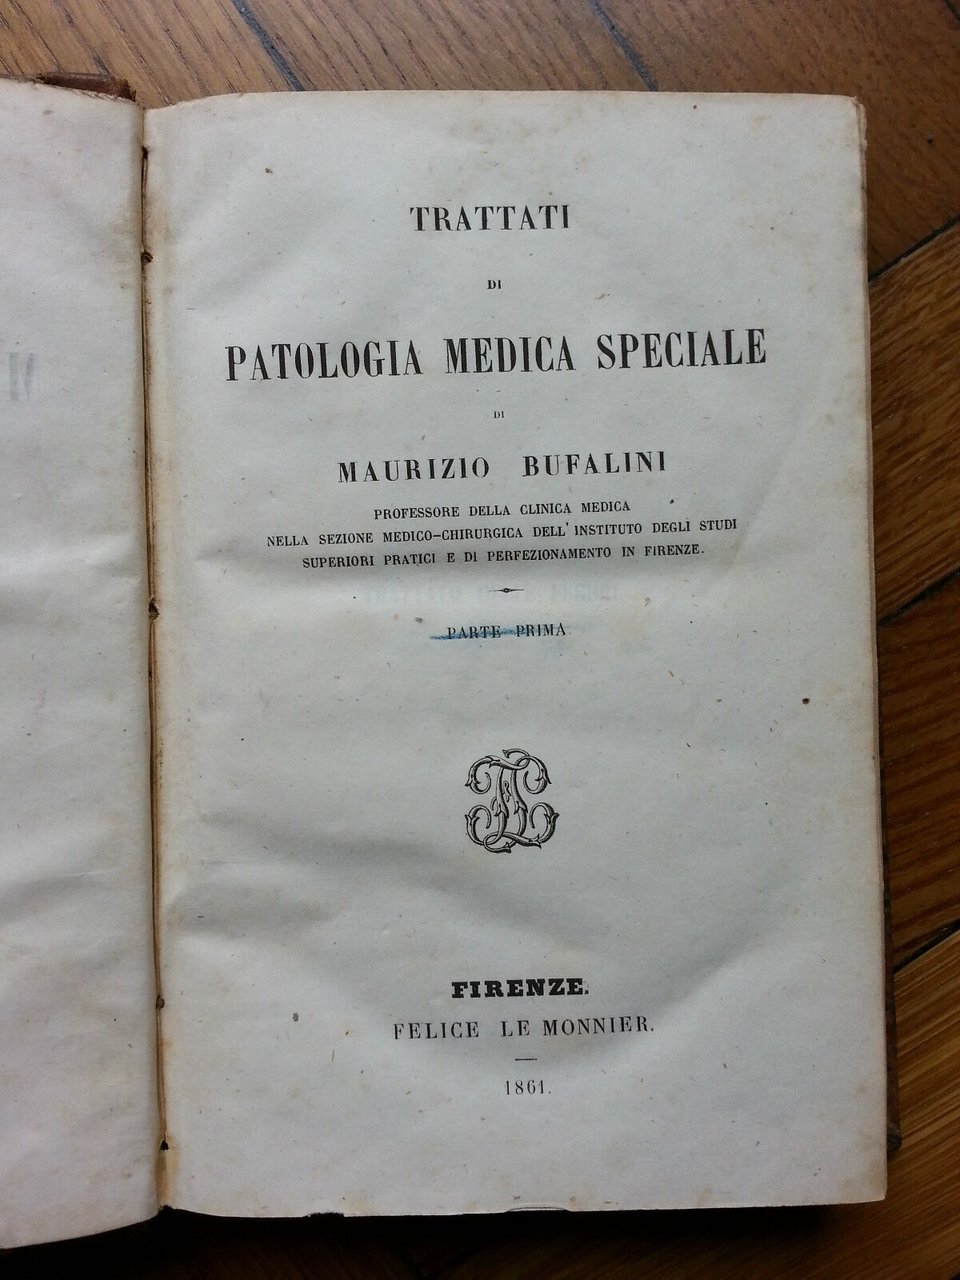 TRATTATI
DI
PATOLOGIA MEDICA SPECIALE
DI
MAURIZIO BUFALINI
PROFESSORE DELLA CLINICA MEDICA
NELLA SEZIONE MEDICO-CHIRURGICA DELL' INSTITUTO DEGLI STUDI
SUPERIORI PRATICI E DI PERFEZIONAMENTO IN FIRENZE.
PARTE PRIMA
FIRENZE.
FELICE LE MONNIER.
1861.